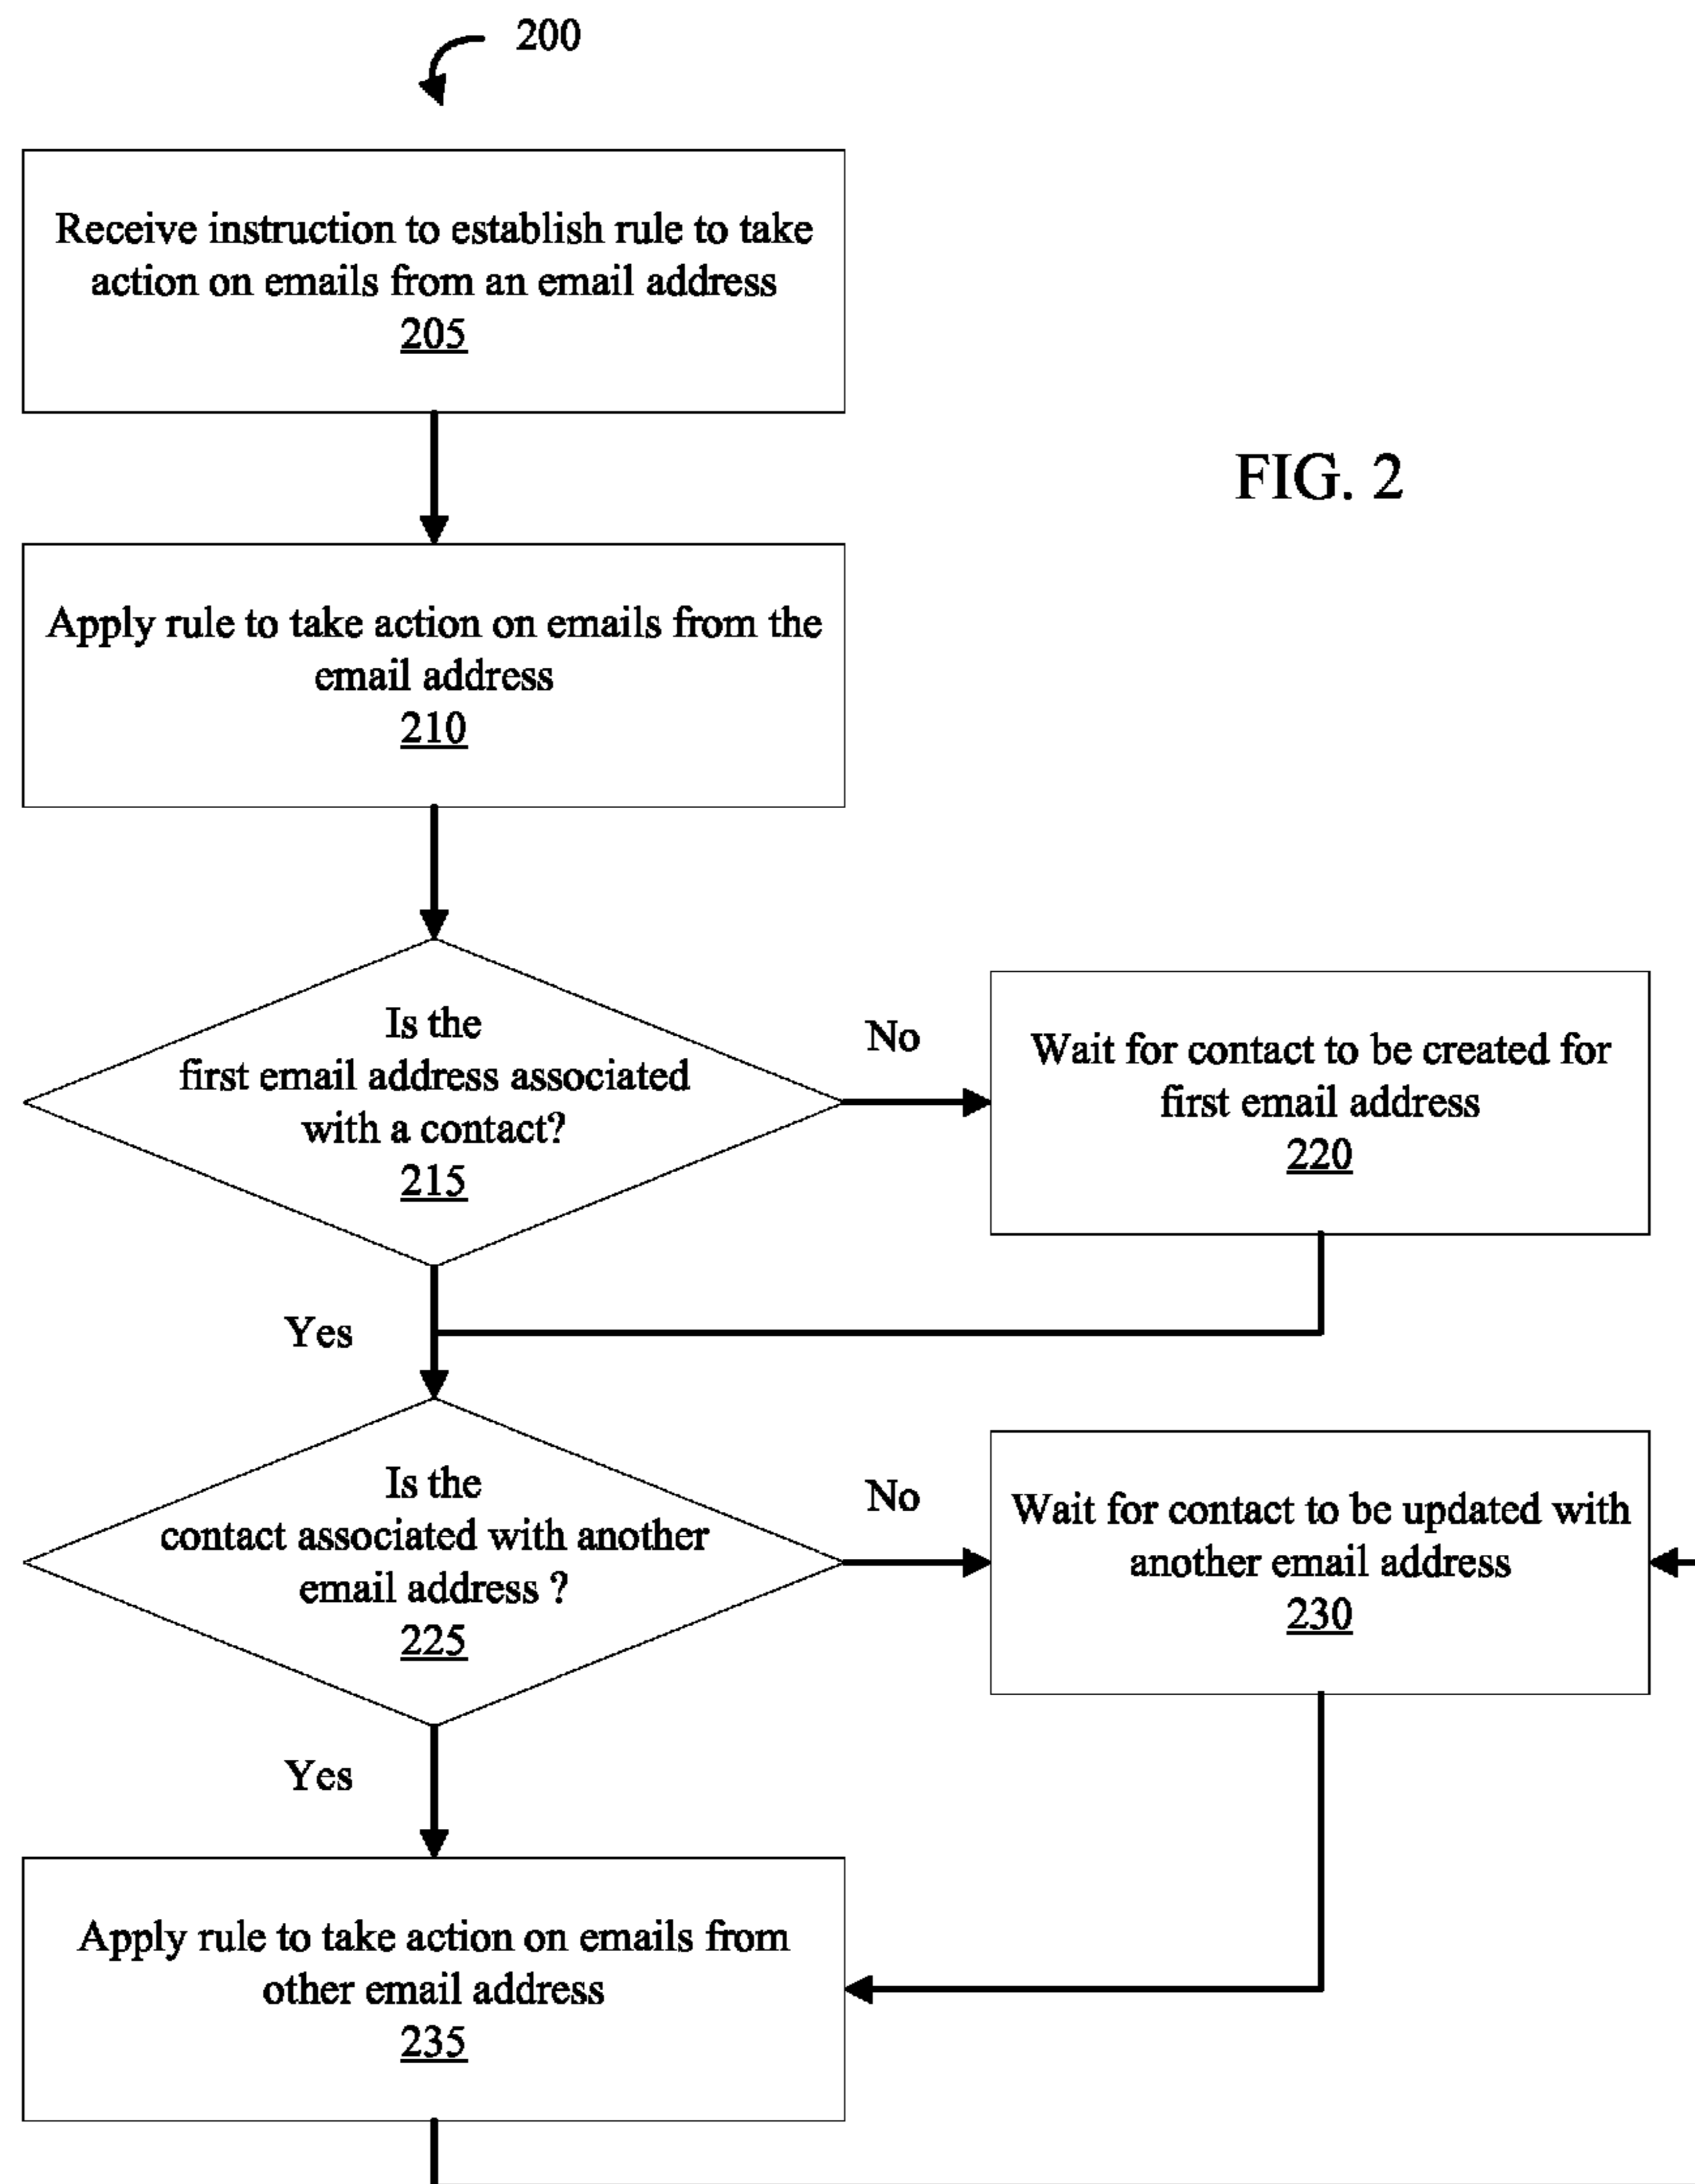 200
Receive instruction to establish rule to take
action on emails from an email address
205
FIG. 2
Apply rule to take action on emails from the
email address
210
Is the
first email address associated
with a contact?
215
No
Wait for contact to be created for
first email address
220
Yes
Is the
contact associated with another
email address ?
225
No
Wait for contact to be updated with
another email address
230
Yes
Apply rule to take action on emails from
other email address
235